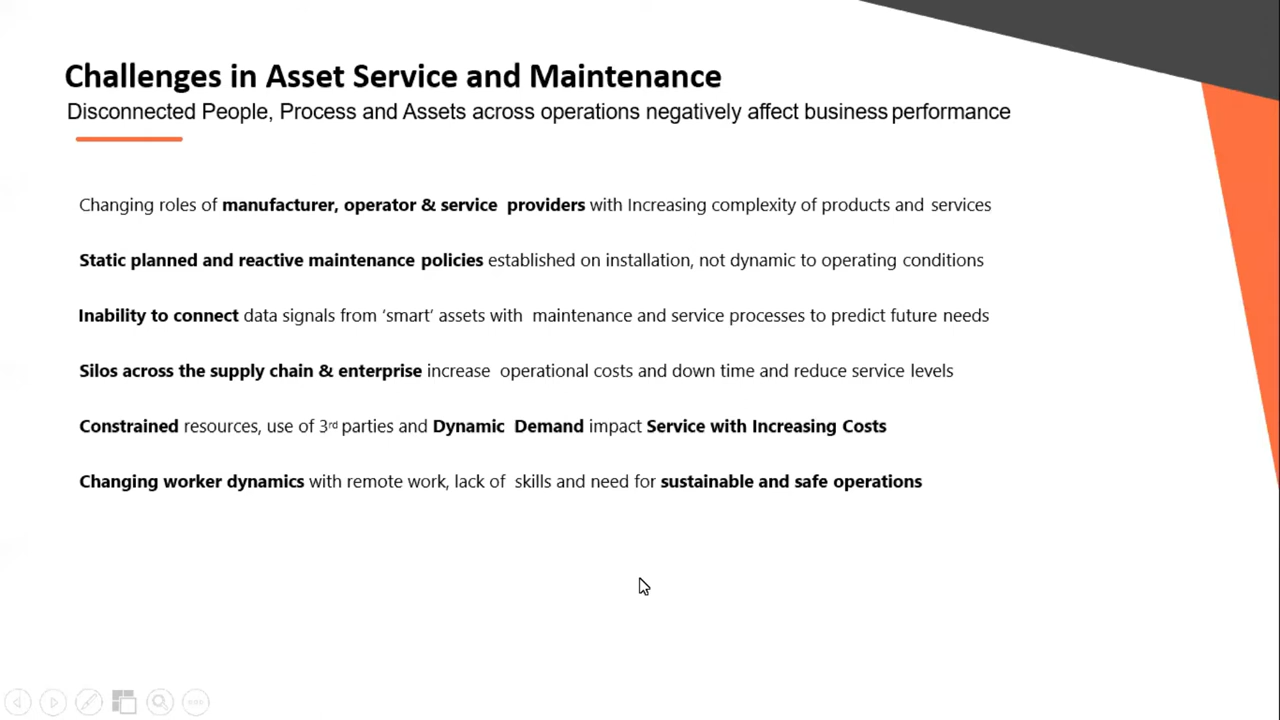 Challenges in Asset Service and Maintenance
Disconnected People, Process and Assets across operations negatively affect business performance
Changing roles of manufacturer, operator & service providers with Increasing complexity of products and services
Static planned and reactive maintenance policies established on installation, not dynamic to operating conditions
Inability to connect data signals from ‘smart’ assets with maintenance and service processes to predict future needs
Silos across the supply chain & enterprise increase operational costs and down time and reduce service levels
Constrained resources, use of 3rd parties and Dynamic Demand impact Service with Increasing Costs
Changing worker dynamics with remote work, lack of skills and need for sustainable and safe operations